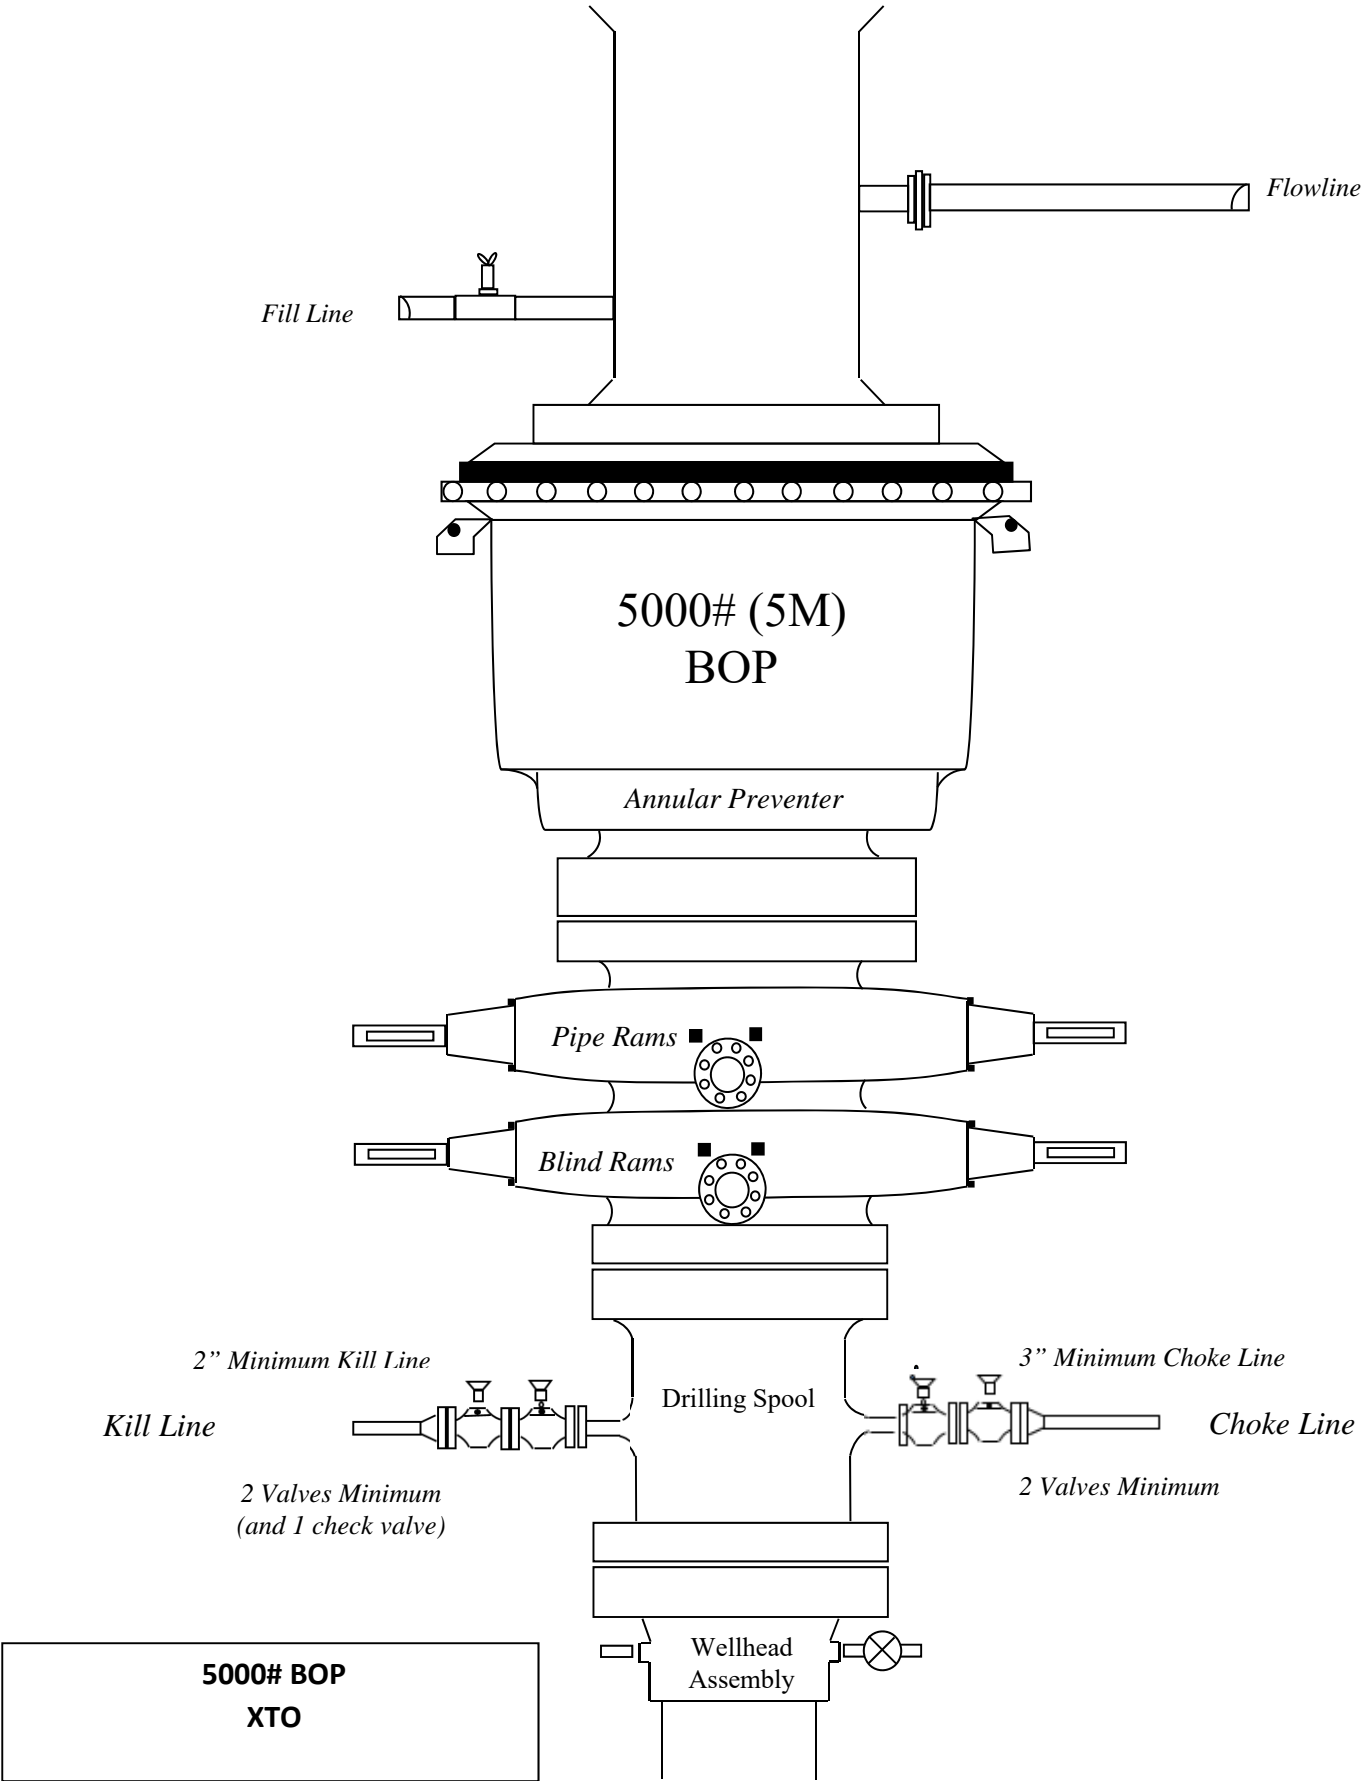 Flowline
Fill Line
5000# (5M)
BOP
Annular Preventer
Pipe Rams
Blind Rams
2” Minimum Kill Line
3” Minimum Choke Line
Drilling Spool
Kill Line
Choke Line
2 Valves Minimum
(and 1 check valve)
2 Valves Minimum
Wellhead
Assembly
5000# BOP
XTO